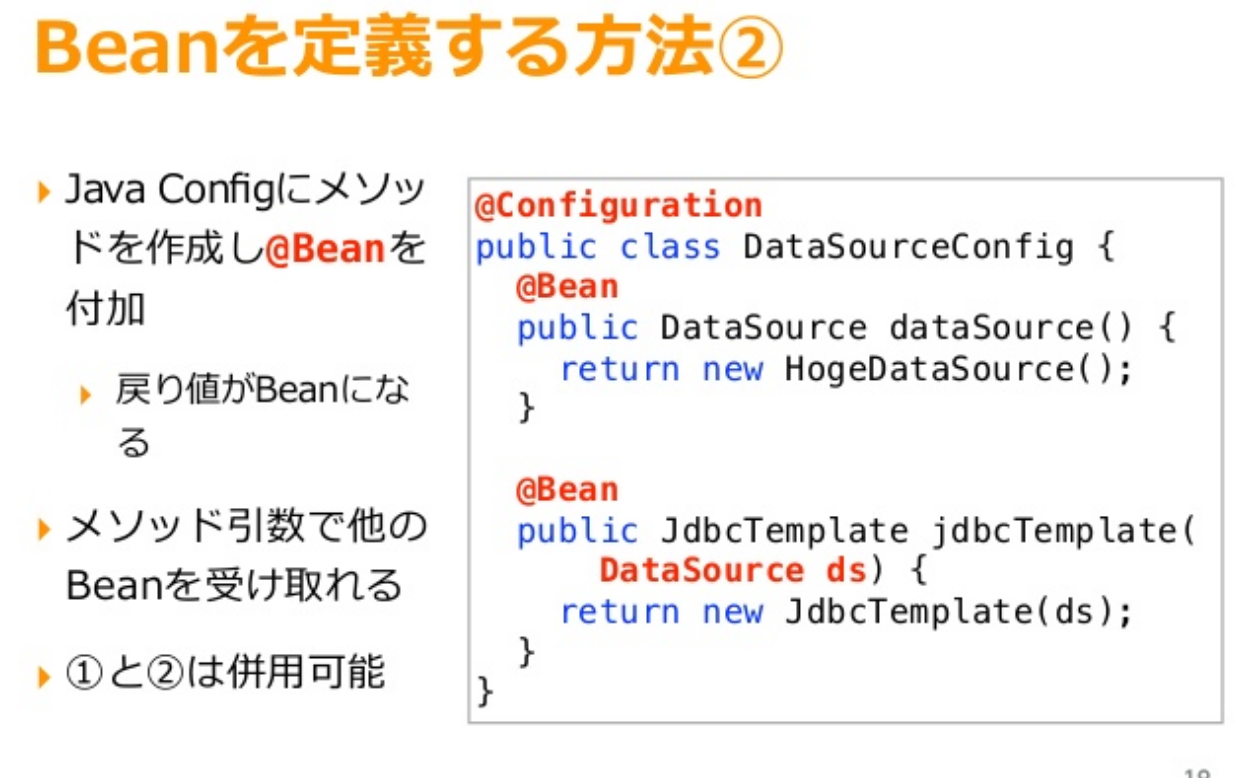 Beanを定義する方法②
Java Configにメソッ
ドを作成し@Beanを
付加
戻り値がBeanにな
る
メソッド引数で他の
Beanを受け取れる
①と②は併用可能
@Configuration
public class DataSourceConfig {
  @Bean
  public DataSource dataSource() {
    return new HogeDataSource();
  }
  @Bean
  public JdbcTemplate jdbcTemplate(
      DataSource ds) {
    return new JdbcTemplate(ds);
  }
}